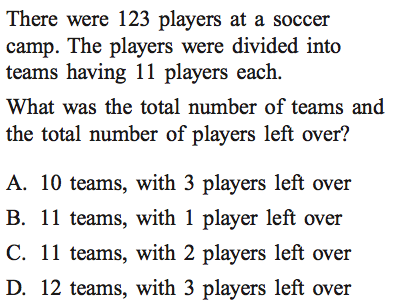 There were 123 players at a soccer
camp. The players were divided into
teams having 11 players each.
What was the total number of teams and
the total number of players left over?
A. 10 teams, with 3 players left over
B. 11 teams, with 1 player left over
C. 11 teams, with 2 players left over
D. 12 teams, with 3 players left over